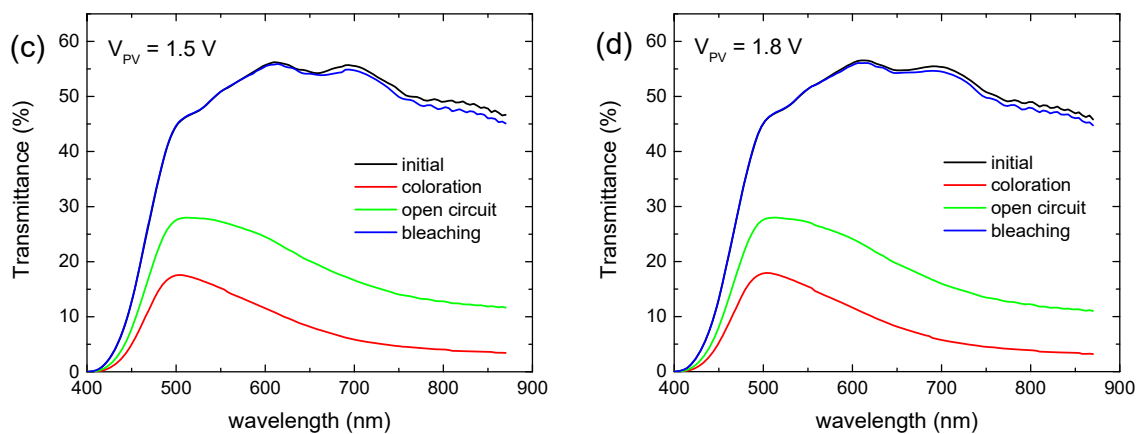 (c)
V_PV = 1.5 V
Transmittance (%)
60
50
40
30
20
10
0
initial
coloration
open circuit
bleaching
400 500 600 700 800 900
wavelength (nm)
(d)
V_PV = 1.8 V
Transmittance (%)
60
50
40
30
20
10
0
initial
coloration
open circuit
bleaching
400 500 600 700 800 900
wavelength (nm)